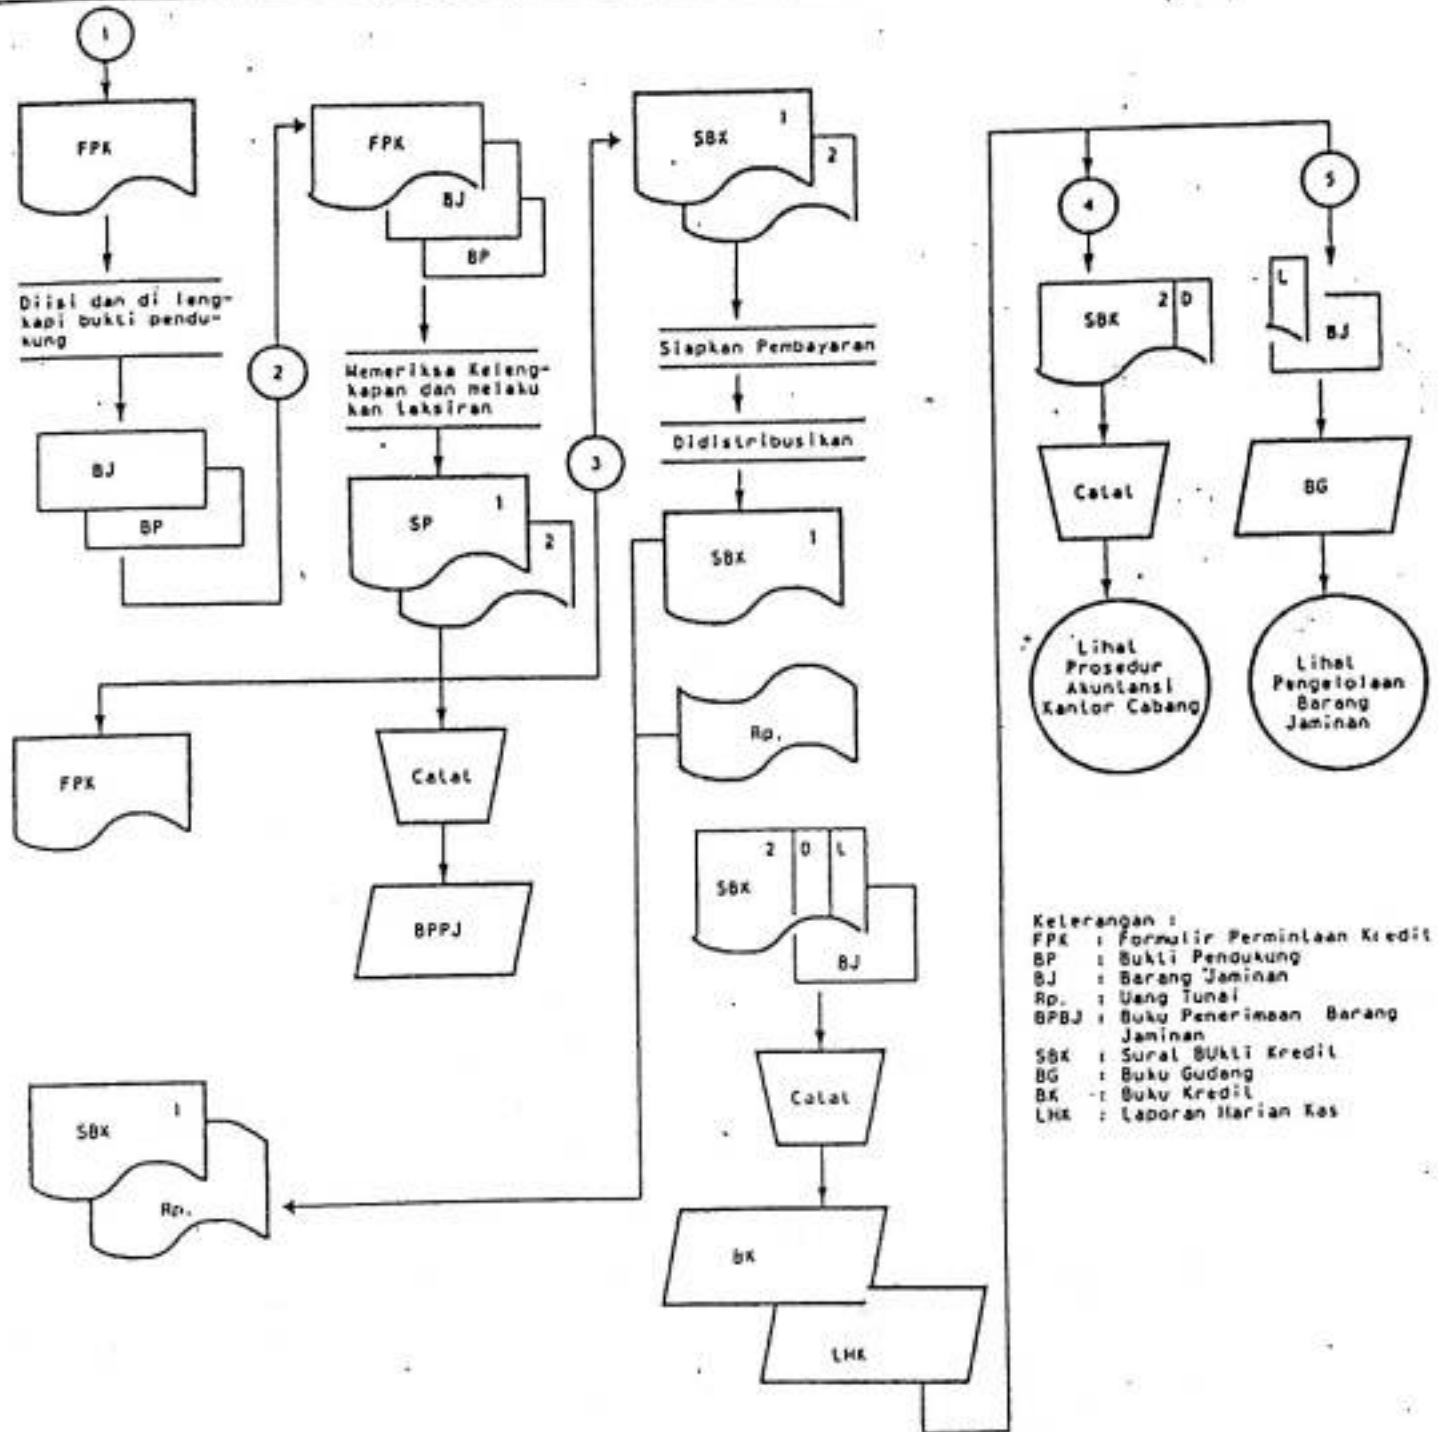 1
FPK
Diisi dan di leng-
kapi bukti pendu-
kung
BJ
BP
2
FPK
BJ
BP
Memeriksa Keleng-
kapan dan melaku
kan taksiran
SP 1
2
3
FPK
Catat
BPPJ
SBK 1
2
Siapkan Pembayaran
Didistribusikan
SBK 1
Rp.
SBK 2 D L
BJ
Catat
BK
LHK
SBK 1
Rp.
4
SBK 2 D
Catat
Lihat
Prosedur
Akuntansi
Kantor Cabang
5
L
BJ
BG
Lihat
Pengelolaan
Barang
Jaminan
Keterangan :
FPK : Formulir Permintaan Kredit
BP : Bukti Pendukung
BJ : Barang Jaminan
Rp. : Uang Tunai
BPBJ : Buku Penerimaan Barang
Jaminan
SBK : Surat BUkti Kredit
BG : Buku Gudang
BK : Buku Kredit
LHK : Laporan Harian Kas